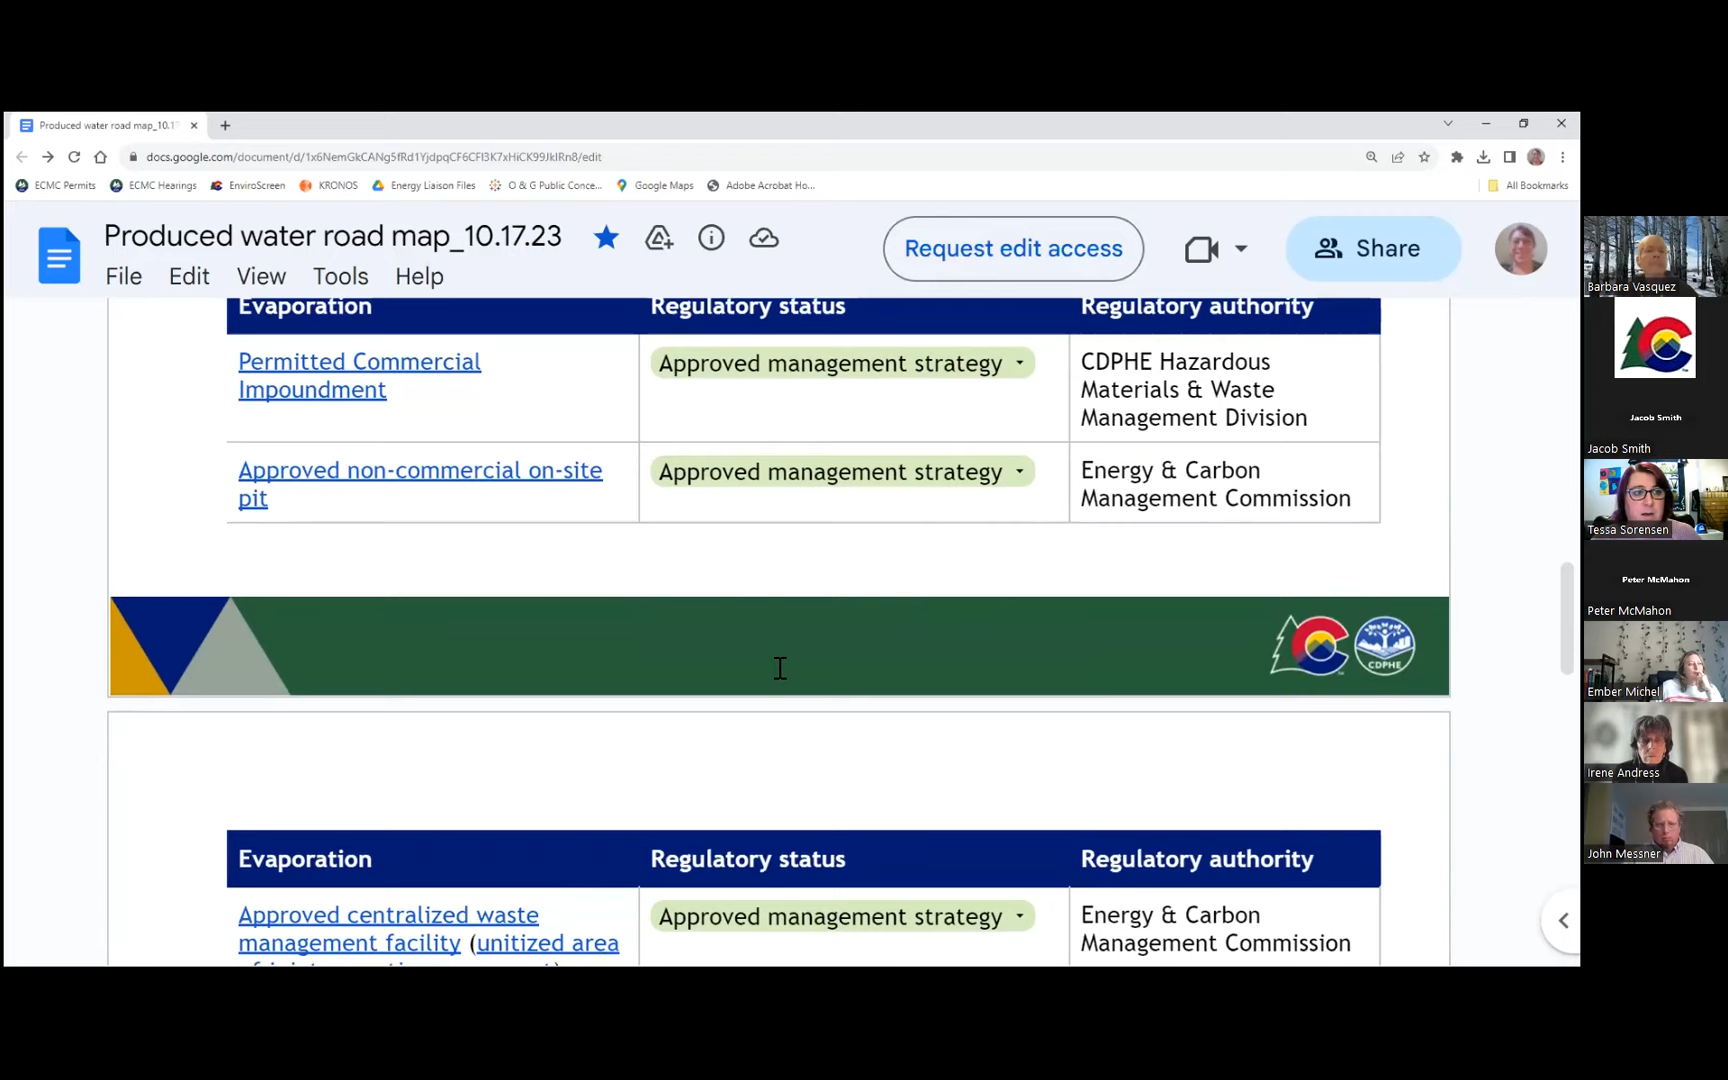 Produced water road map_10.17
docs.google.com/document/d/1x6NemGkCANg5fRd1YjdpqCF6CFl3K7xHiCK99JkIRn8/edit
ECMC Permits
ECMC Hearings
EnviroScreen
KRONOS
Energy Liaison Files
O & G Public Conce...
Google Maps
Adobe Acrobat Ho...
All Bookmarks
Produced water road map_10.17.23
Request edit access
Share
File Edit View Tools Help
Evaporation Regulatory status Regulatory authority
Permitted Commercial
Impoundment
Approved management strategy
CDPHE Hazardous
Materials & Waste
Management Division
Approved non-commercial on-site
pit
Approved management strategy
Energy & Carbon
Management Commission
CDPHE
Evaporation Regulatory status Regulatory authority
Approved centralized waste
management facility (unitized area
Approved management strategy
Energy & Carbon
Management Commission
Barbara Vasquez
Jacob Smith
Jacob Smith
Tessa Sorensen
Peter McMahon
Peter McMahon
Ember Michel
Irene Andress
John Messner